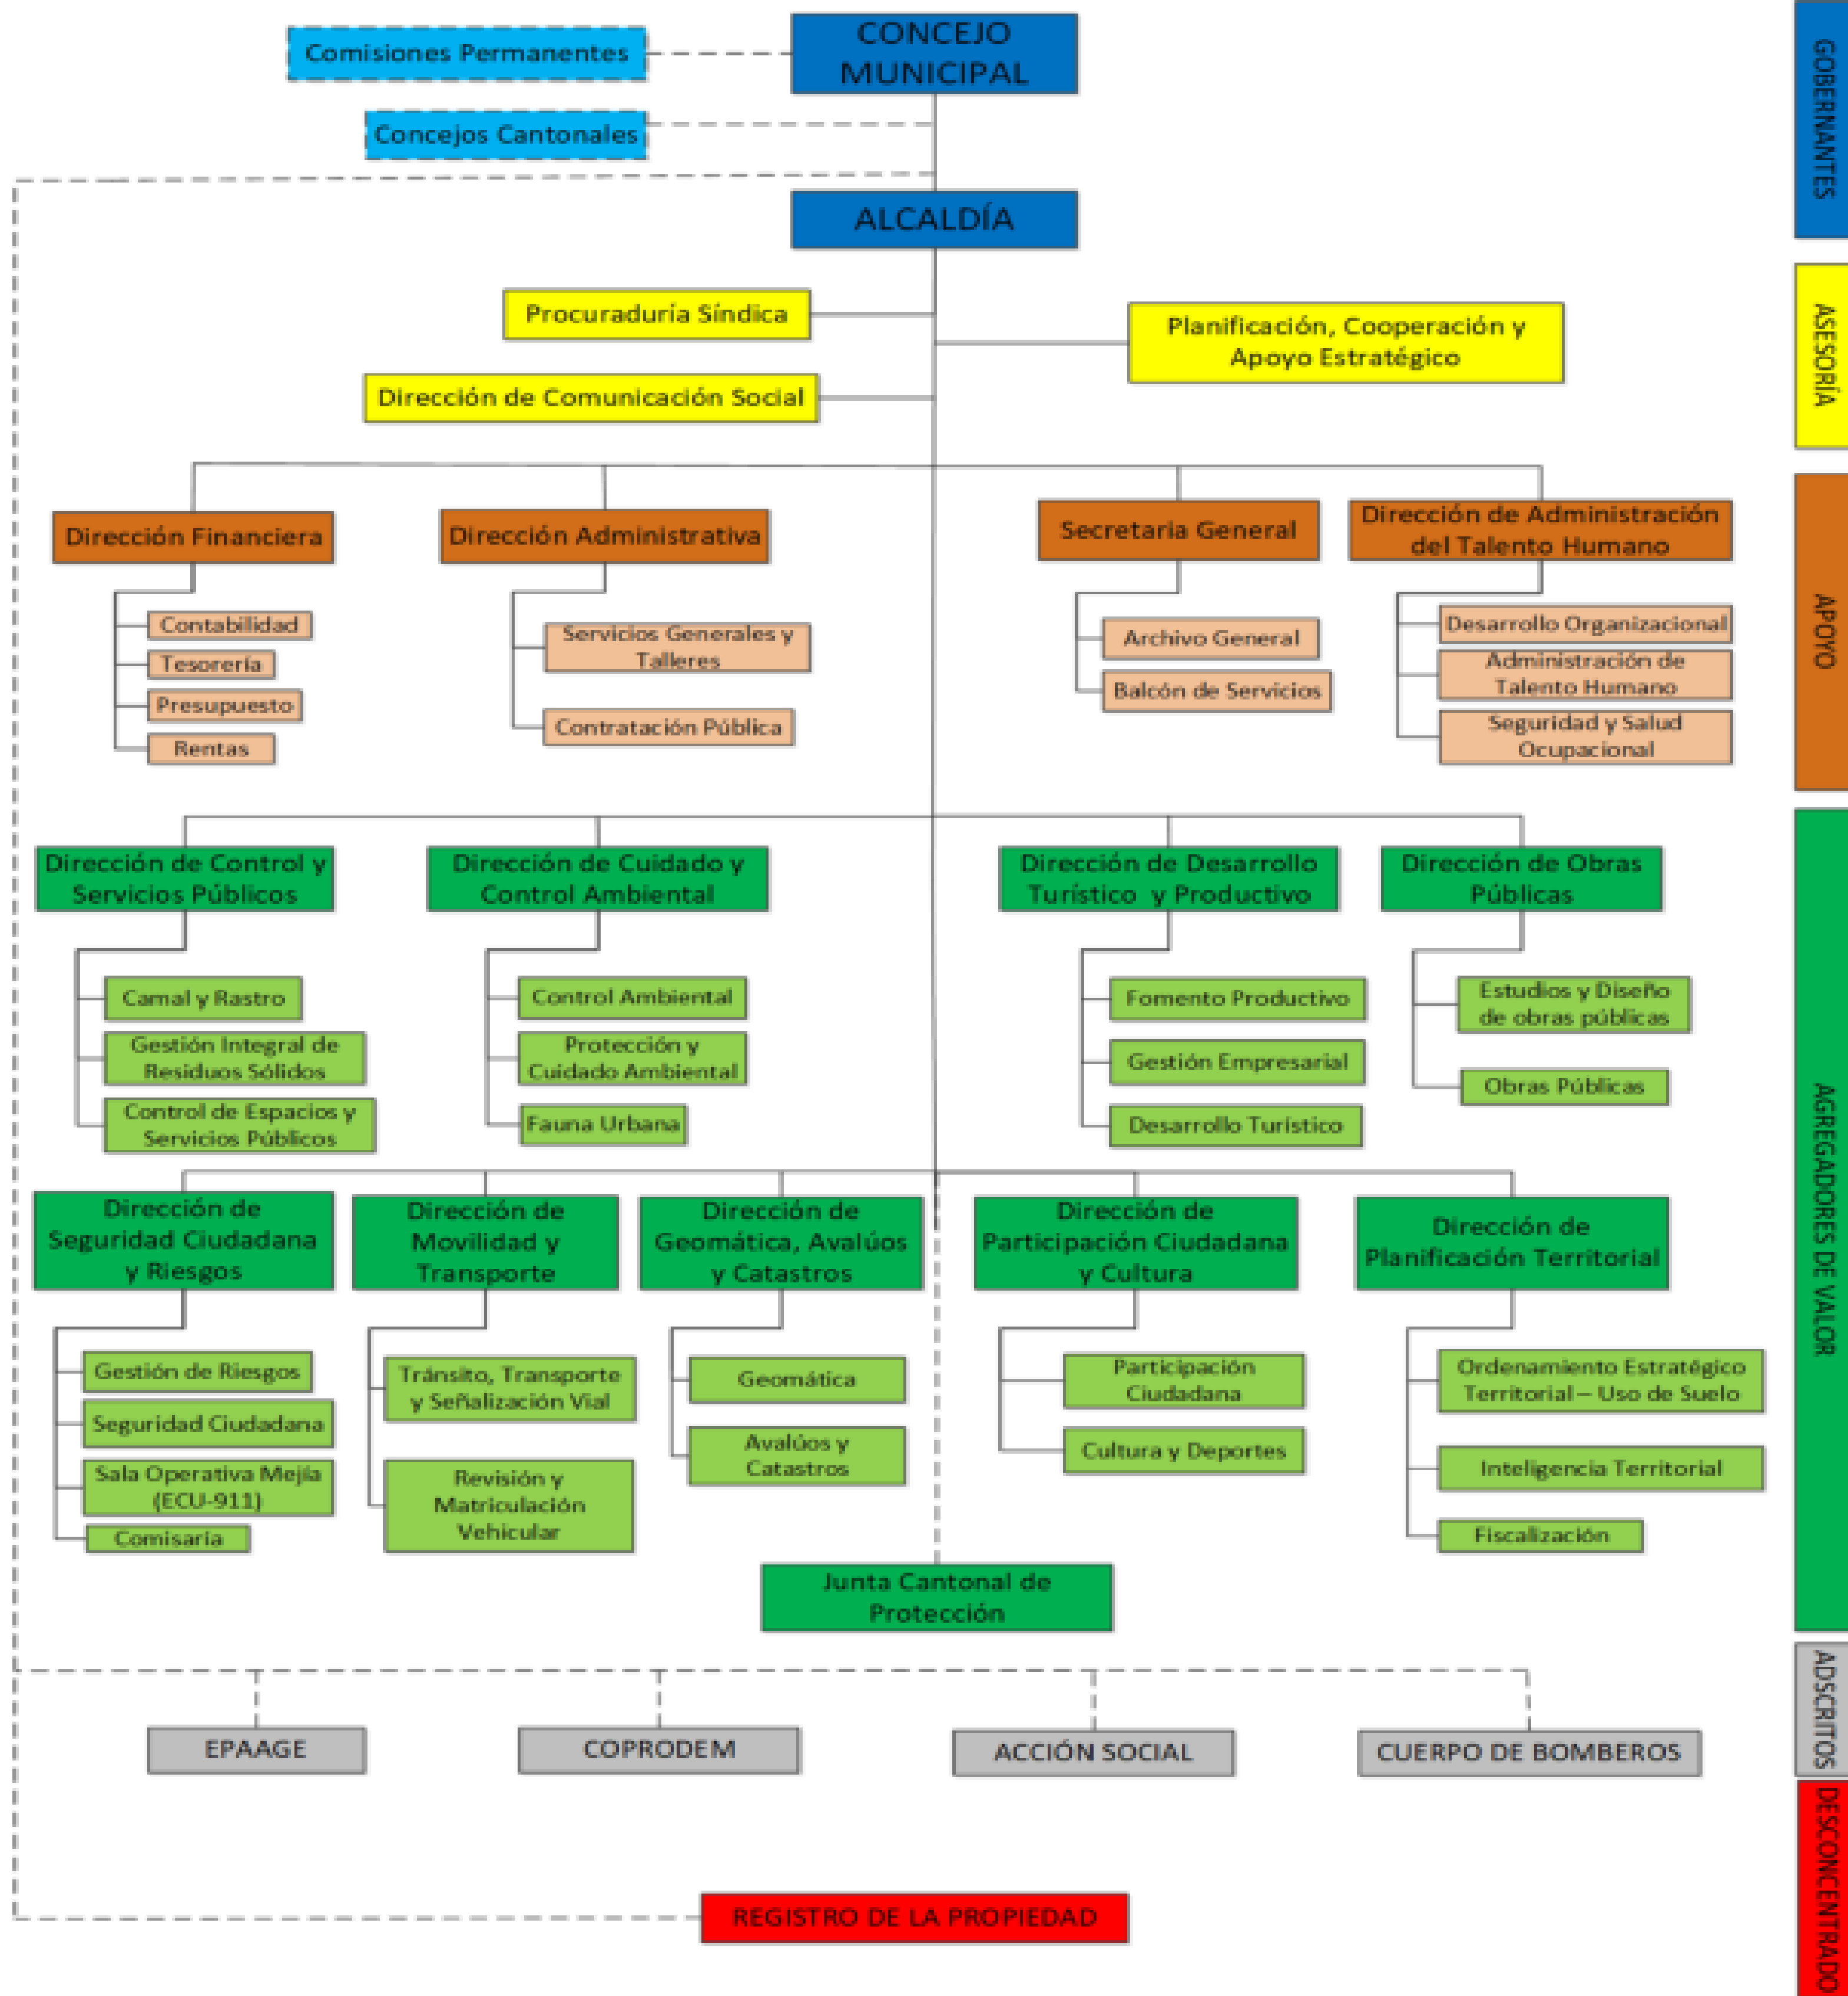 CONCEJO
MUNICIPAL
Comisiones Permanentes
Concejos Cantonales
ALCALDÍA
GOBERNANTES
Procuraduría Síndica
Planificación, Cooperación y
Apoyo Estratégico
Dirección de Comunicación Social
ASESORÍA
Dirección Financiera
Contabilidad
Tesorería
Presupuesto
Rentas
Dirección Administrativa
Servicios Generales y
Talleres
Contratación Pública
Secretaria General
Archivo General
Balcón de Servicios
Dirección de Administración
del Talento Humano
Desarrollo Organizacional
Administración de
Talento Humano
Seguridad y Salud
Ocupacional
APOYO
Dirección de Control y
Servicios Públicos
Camal y Rastro
Gestión Integral de
Residuos Sólidos
Control de Espacios y
Servicios Públicos
Dirección de Cuidado y
Control Ambiental
Control Ambiental
Protección y
Cuidado Ambiental
Fauna Urbana
Dirección de Desarrollo
Turístico y Productivo
Fomento Productivo
Gestión Empresarial
Desarrollo Turístico
Dirección de Obras
Públicas
Estudios y Diseño
de obras públicas
Obras Públicas
Dirección de
Seguridad Ciudadana
y Riesgos
Gestión de Riesgos
Seguridad Ciudadana
Sala Operativa Mejía
(ECU-911)
Comisaria
Dirección de
Movilidad y
Transporte
Tránsito, Transporte
y Señalización Vial
Revisión y
Matriculación
Vehicular
Dirección de
Geomática, Avalúos
y Catastros
Geomática
Avalúos y
Catastros
Dirección de
Participación Ciudadana
y Cultura
Participación
Ciudadana
Cultura y Deportes
Dirección de
Planificación Territorial
Ordenamiento Estratégico
Territorial – Uso de Suelo
Inteligencia Territorial
Fiscalización
Junta Cantonal de
Protección
AGREGADORES DE VALOR
EPAAGE
COPRODEM
ACCIÓN SOCIAL
CUERPO DE BOMBEROS
ADSCRITOS
REGISTRO DE LA PROPIEDAD
DESCONCENTRADO